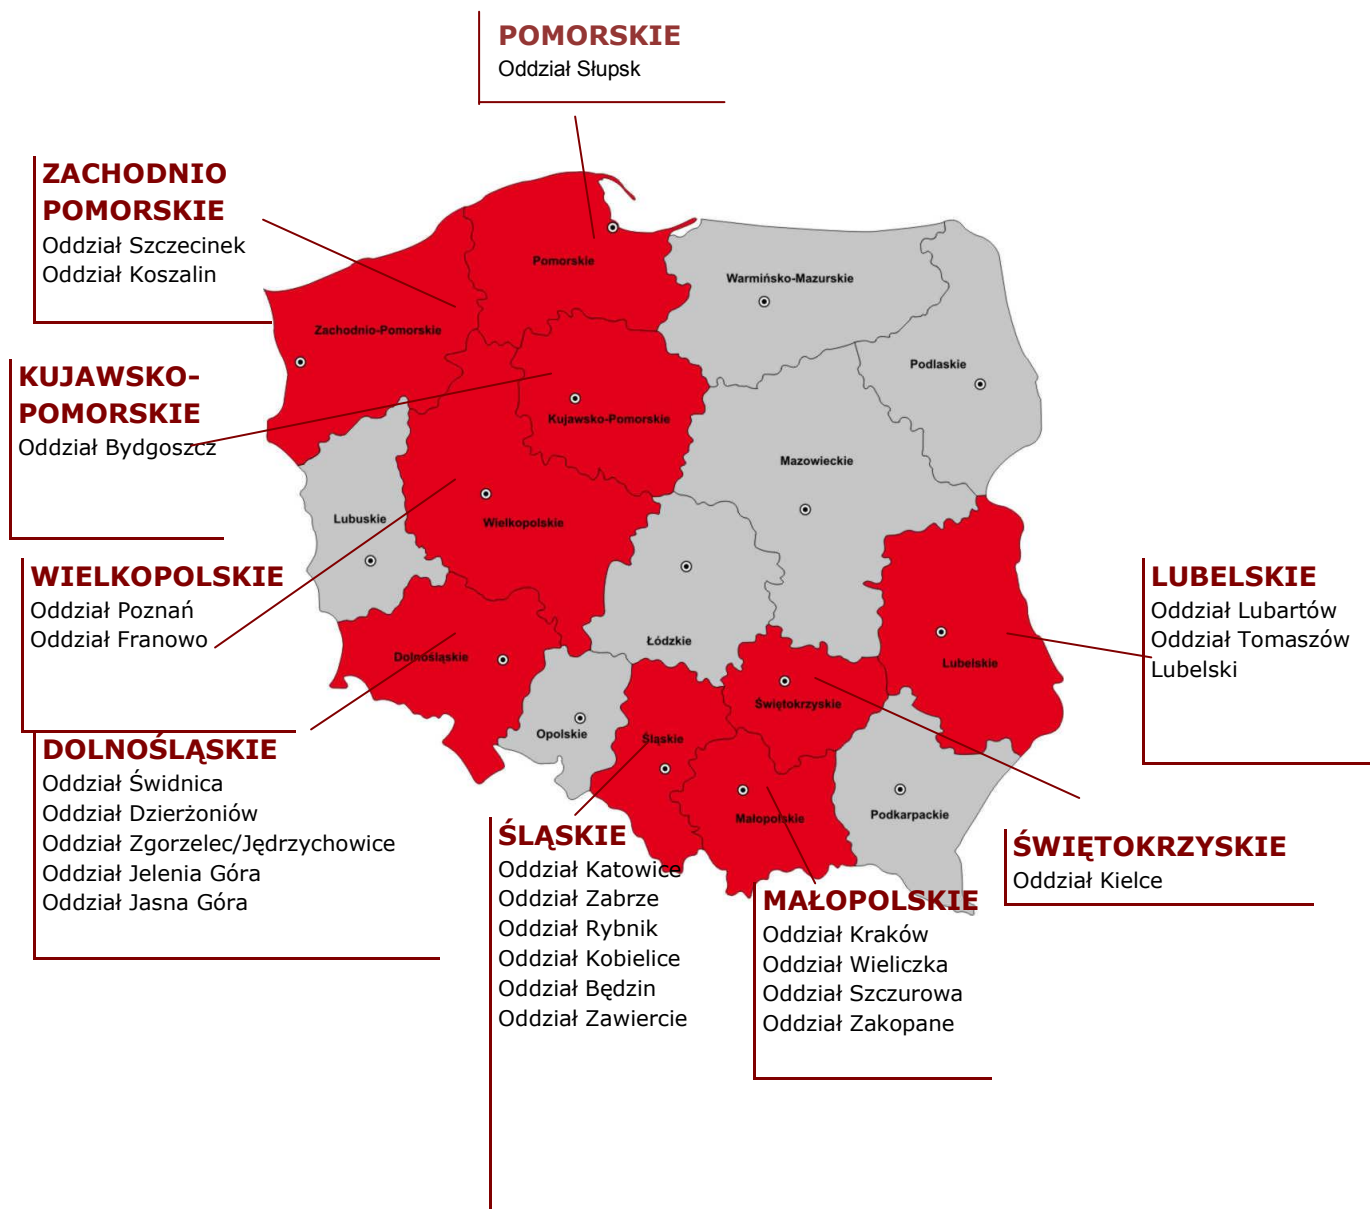 POMORSKIE
Oddział Słupsk
ZACHODNIO
POMORSKIE
Oddział Szczecinek
Oddział Koszalin
KUJAWSKO-
POMORSKIE
Oddział Bydgoszcz
WIELKOPOLSKIE
Oddział Poznań
Oddział Franowo
DOLNOŚLĄSKIE
Oddział Świdnica
Oddział Dzierżoniów
Oddział Zgorzelec/Jędrzychowice
Oddział Jelenia Góra
Oddział Jasna Góra
ŚLĄSKIE
Oddział Katowice
Oddział Zabrze
Oddział Rybnik
Oddział Kobielice
Oddział Będzin
Oddział Zawiercie
MAŁOPOLSKIE
Oddział Kraków
Oddział Wieliczka
Oddział Szczurowa
Oddział Zakopane
ŚWIĘTOKRZYSKIE
Oddział Kielce
LUBELSKIE
Oddział Lubartów
Oddział Tomaszów
Lubelski
Pomorskie
Warmińsko-Mazurskie
Zachodnio-Pomorskie
Podlaskie
Kujawsko-Pomorskie
Mazowieckie
Lubuskie
Wielkopolskie
Łódzkie
Dolnośląskie
Lubelskie
Świętokrzyskie
Opolskie
Śląskie
Małopolskie
Podkarpackie